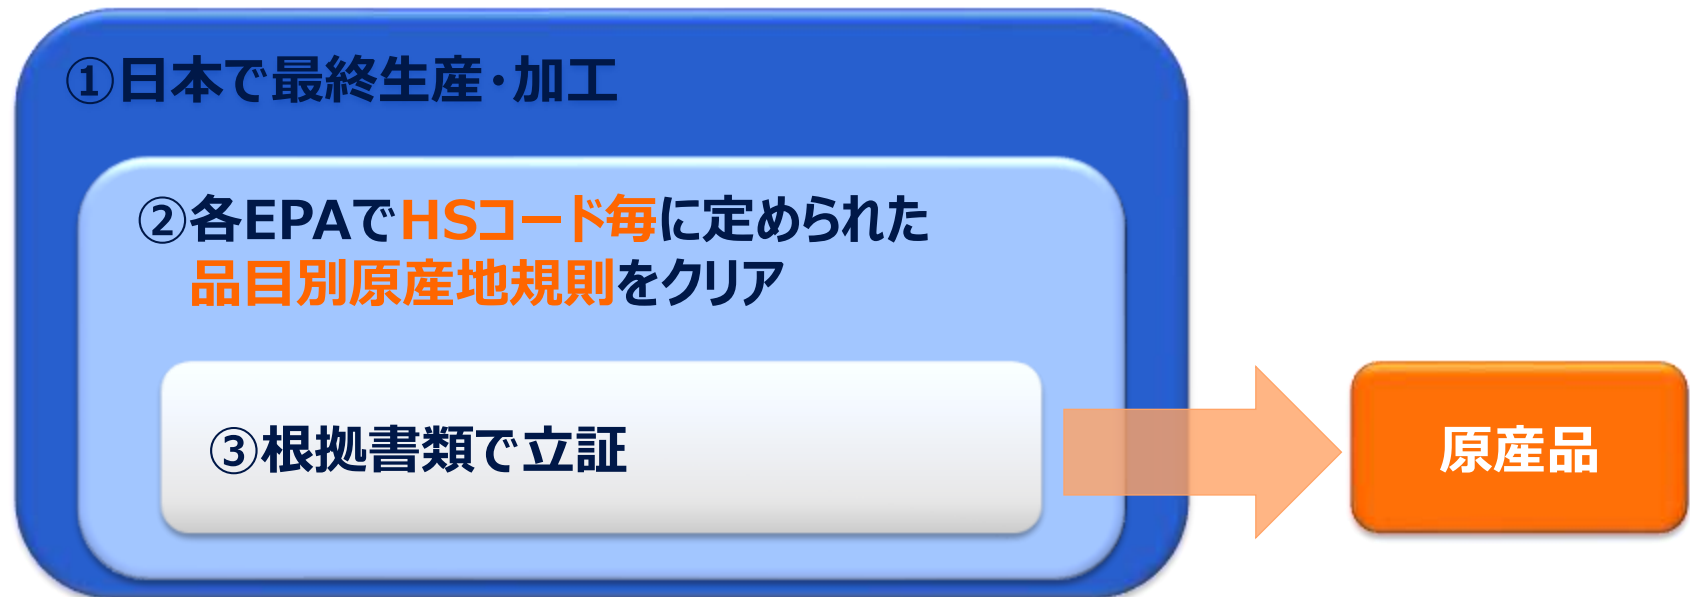 ①日本で最終生産・加工
②各EPAでHSコード毎に定められた
品目別原産地規則をクリア
③根拠書類で立証
原産品